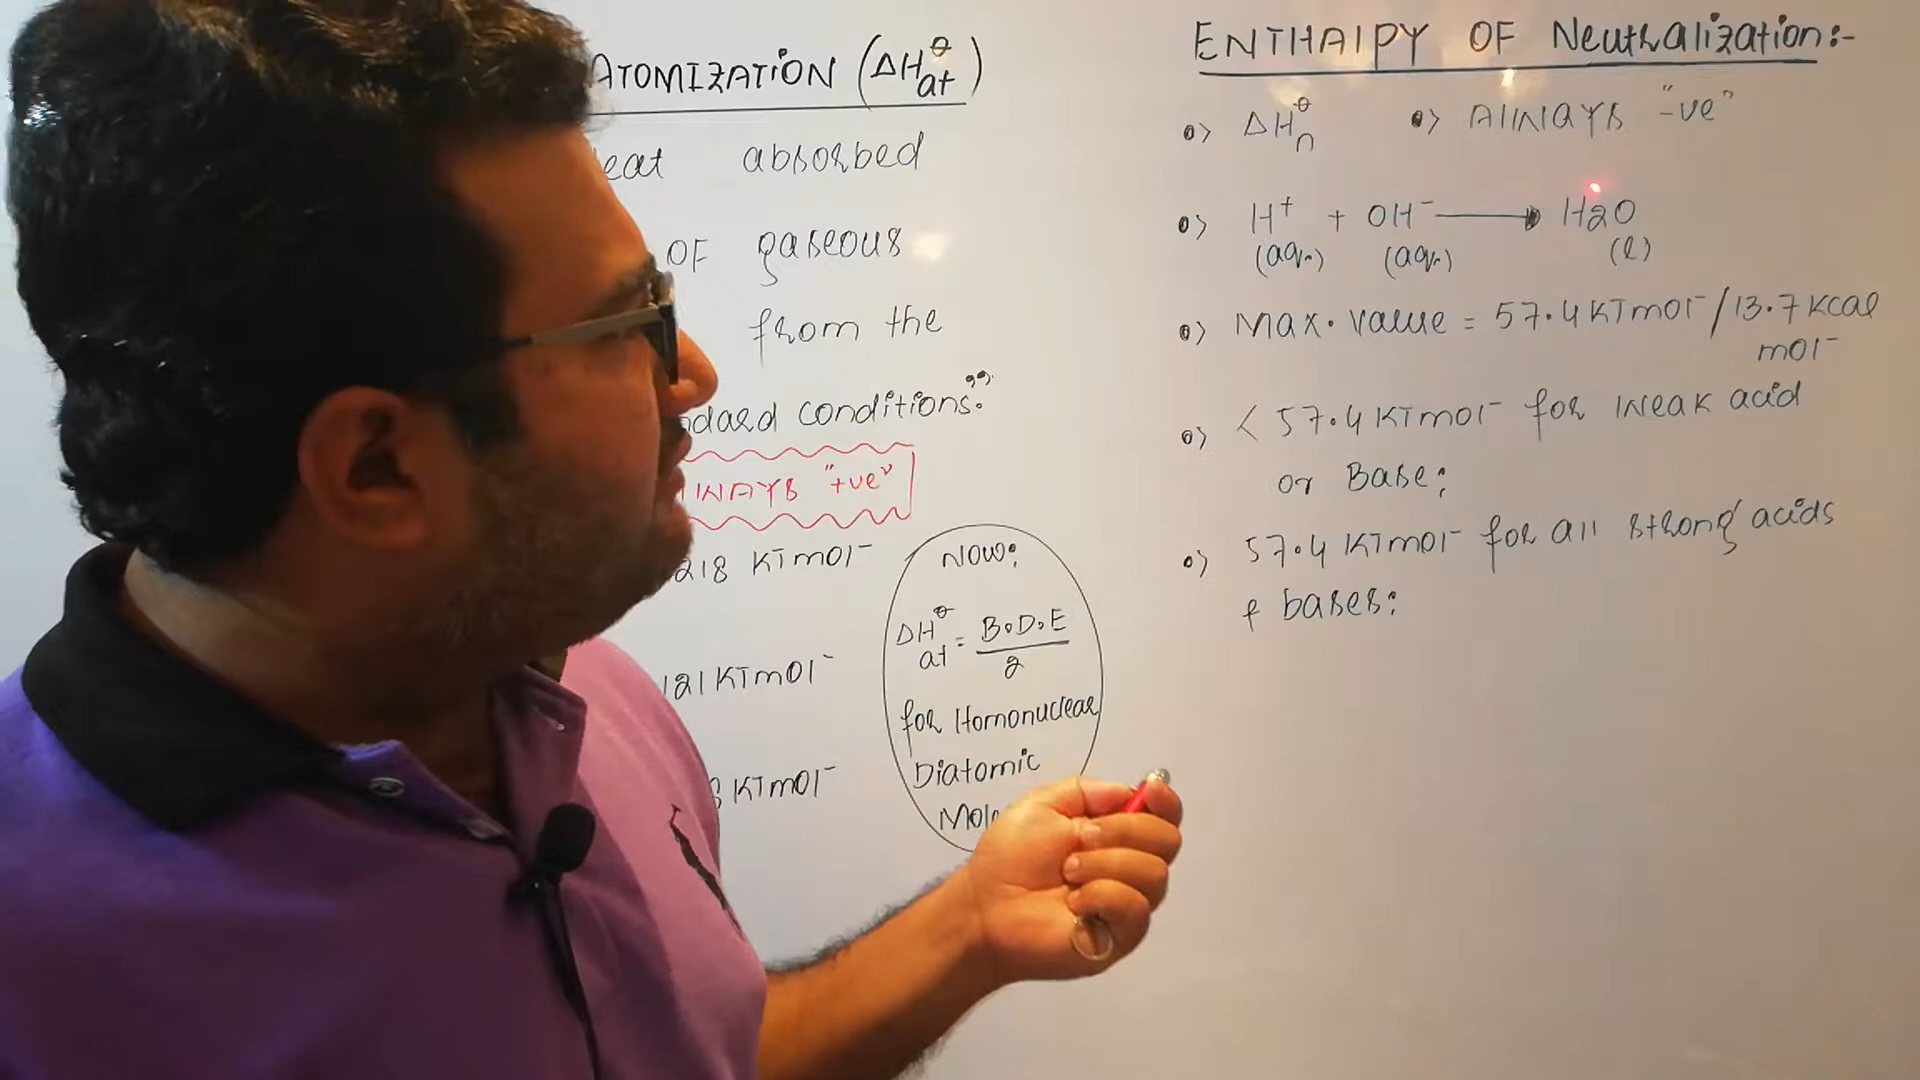 ATOMIZATION (ΔH°at)
eat absorbed
OF gaseous
from the
dard conditions."
WAYS "+ve"
218 KJmol⁻
121 KJmol⁻
KJmol⁻
NOW:
ΔH°at = B.D.E / 2
for Homonuclear
Diatomic
Mole
ENTHALPY OF Neutralization:-
ΔH°n Always "-ve"
H⁺ + OH⁻ → H2O
(aq.) (aq.) (l)
Max. value = 57.4 KJmol⁻ / 13.7 Kcal
mol⁻
< 57.4 KJmol⁻ for weak acid
or Base:
57.4 KJmol⁻ for all strong acids
& bases: